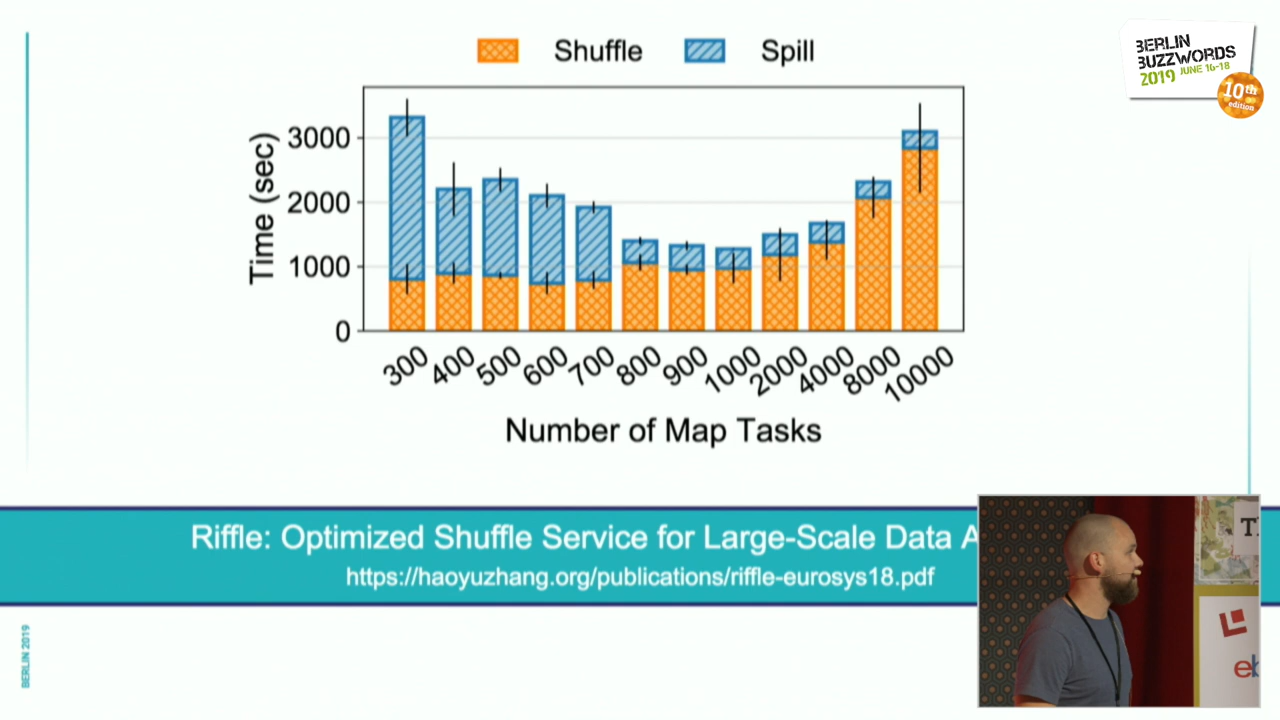 Shuffle Spill
BERLIN
BUZZWORDS
2019 JUNE 16-18
10th
edition
Time (sec)
3000
2000
1000
0
300 400 500 600 700 800 900 1000 2000 4000 8000 10000
Number of Map Tasks
Riffle: Optimized Shuffle Service for Large-Scale Data A
https://haoyuzhang.org/publications/riffle-eurosys18.pdf
BERLIN 2019